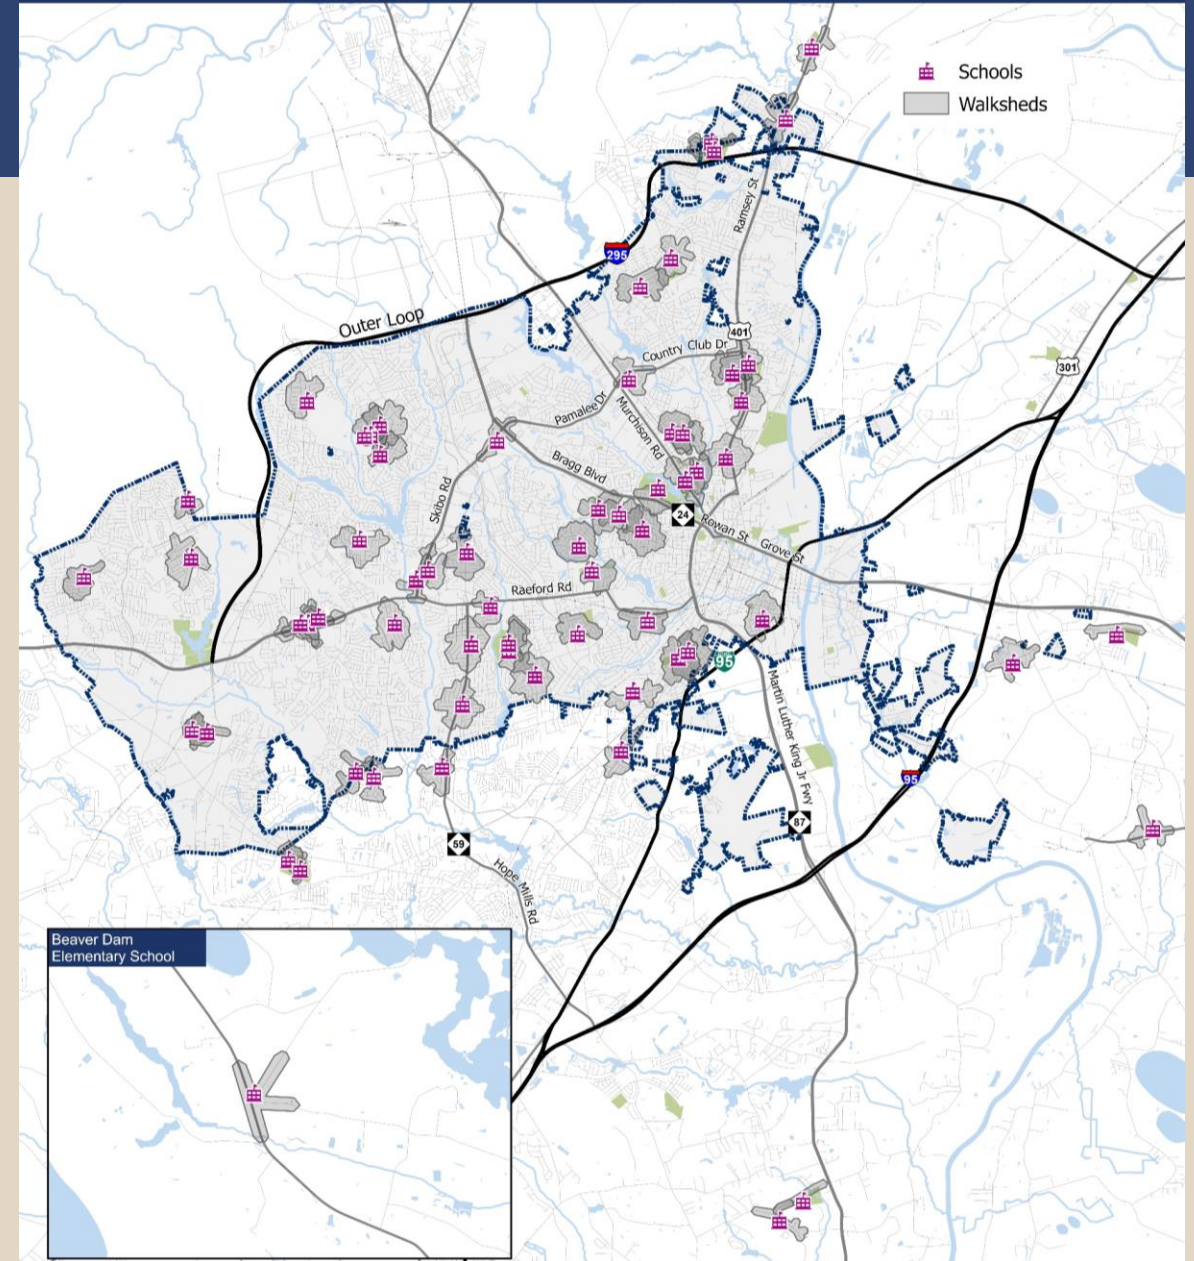 Schools
Walksheds
Ramsey St
295
Outer Loop
401
Country Club Dr
301
Pamalee Dr
Murchison Rd
Bragg Blvd
Skibo Rd
24
Rowan St
Grove St
Raeford Rd
95
Martin Luther King Jr Fwy
95
87
59
Hope Mills Rd
Beaver Dam
Elementary School